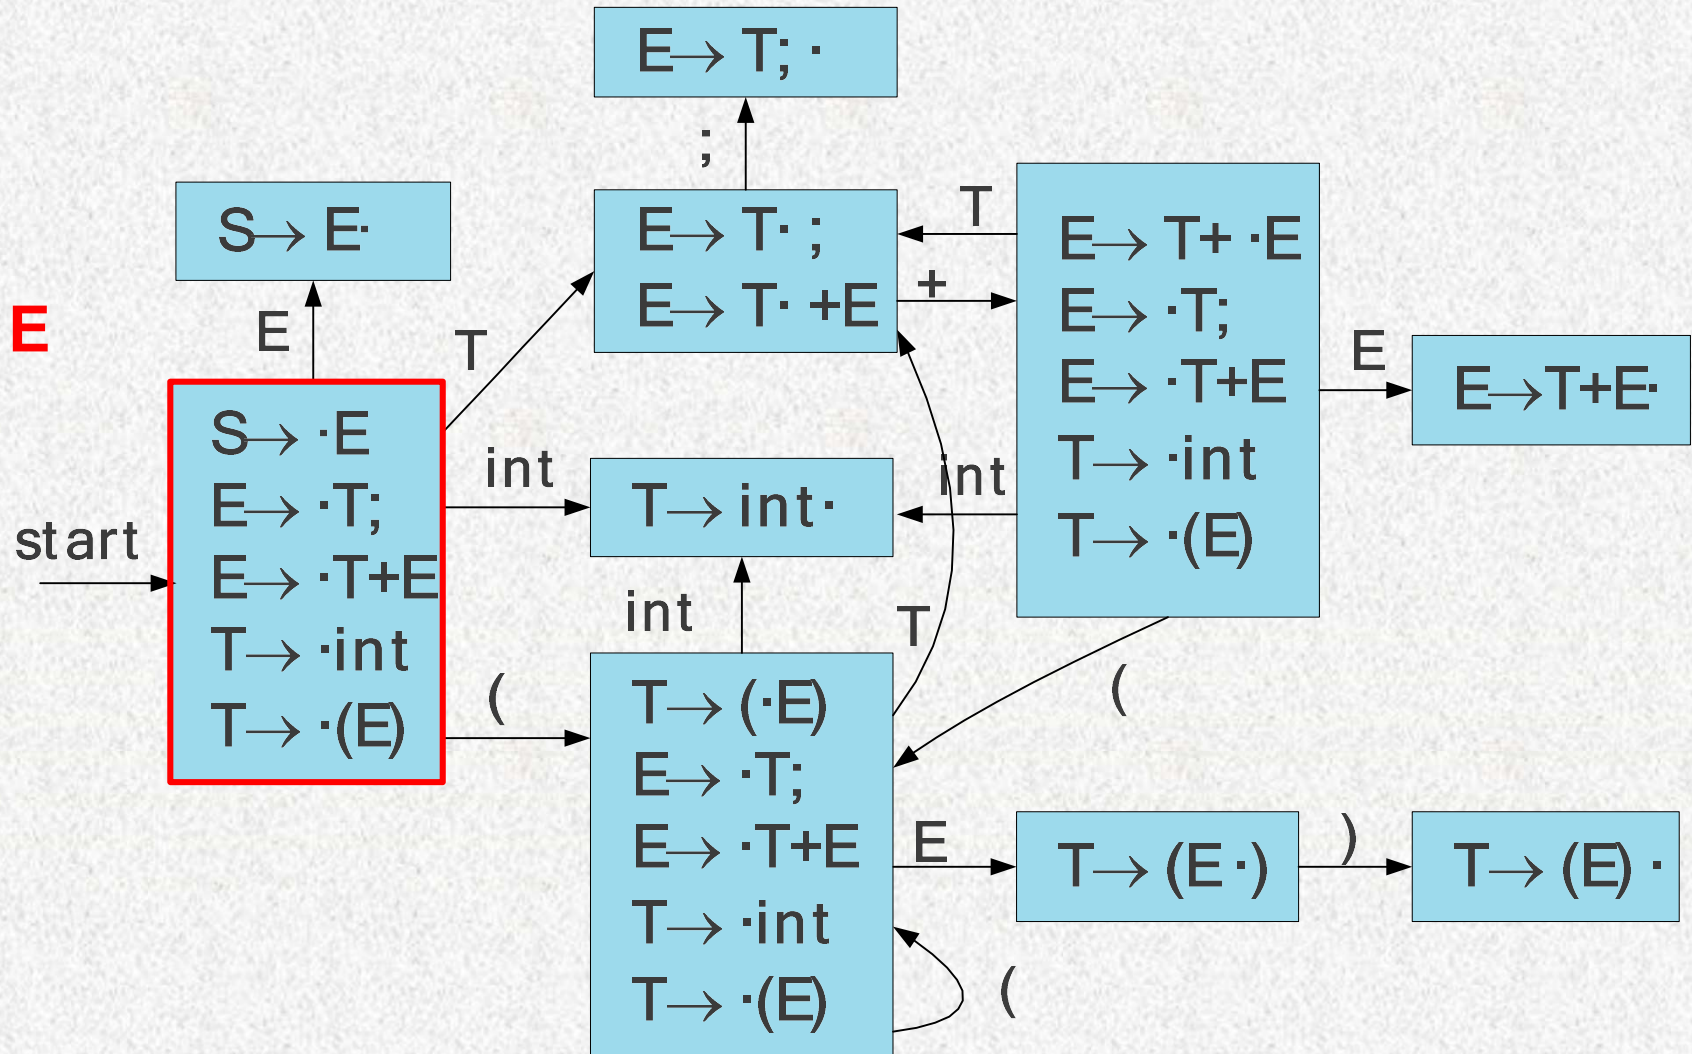 E→ T; ·
;
S→ E·
E→ T· ;
E→ T· +E
T
+
E→ T+ ·E
E→ ·T;
E→ ·T+E
T→ ·int
T→ ·(E)
E
E
T
E
E→T+E·
S→ ·E
E→ ·T;
E→ ·T+E
T→ ·int
T→ ·(E)
start
int
T→ int·
int
int
T
(
(
T→ (·E)
E→ ·T;
E→ ·T+E
T→ ·int
T→ ·(E)
E
T→ (E ·)
)
T→ (E) ·
(